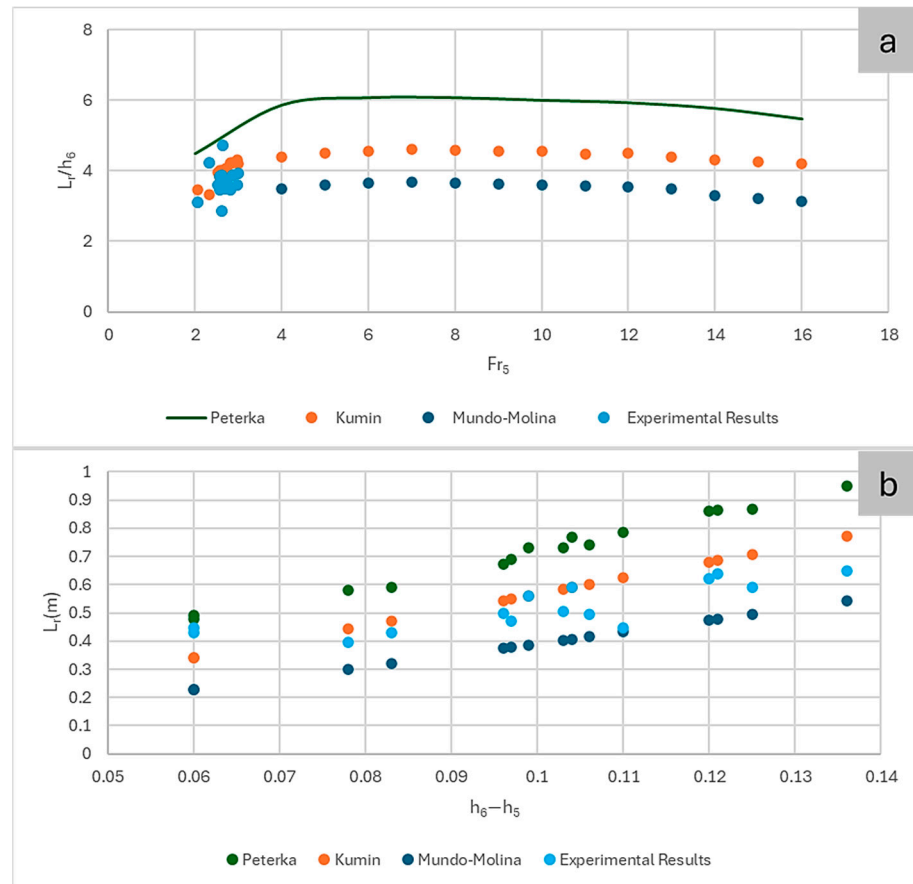 a
8
6
4
2
0
Lr/h6
0 2 4 6 8 10 12 14 16 18
Fr5
Peterka Kumin Mundo-Molina Experimental Results
b
1
0.9
0.8
0.7
0.6
0.5
0.4
0.3
0.2
0.1
0
Lr(m)
0.05 0.06 0.07 0.08 0.09 0.1 0.11 0.12 0.13 0.14
h6−h5
Peterka Kumin Mundo-Molina Experimental Results